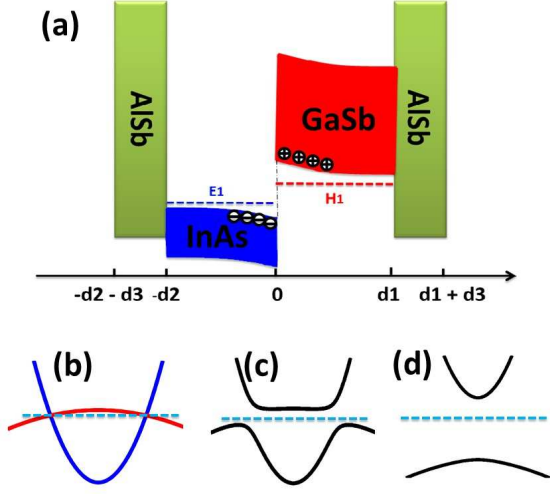 (a)
AlSb
GaSb
AlSb
E1
H1
InAs
-d2 - d3 -d2 0 d1 d1 + d3
(b) (c) (d)